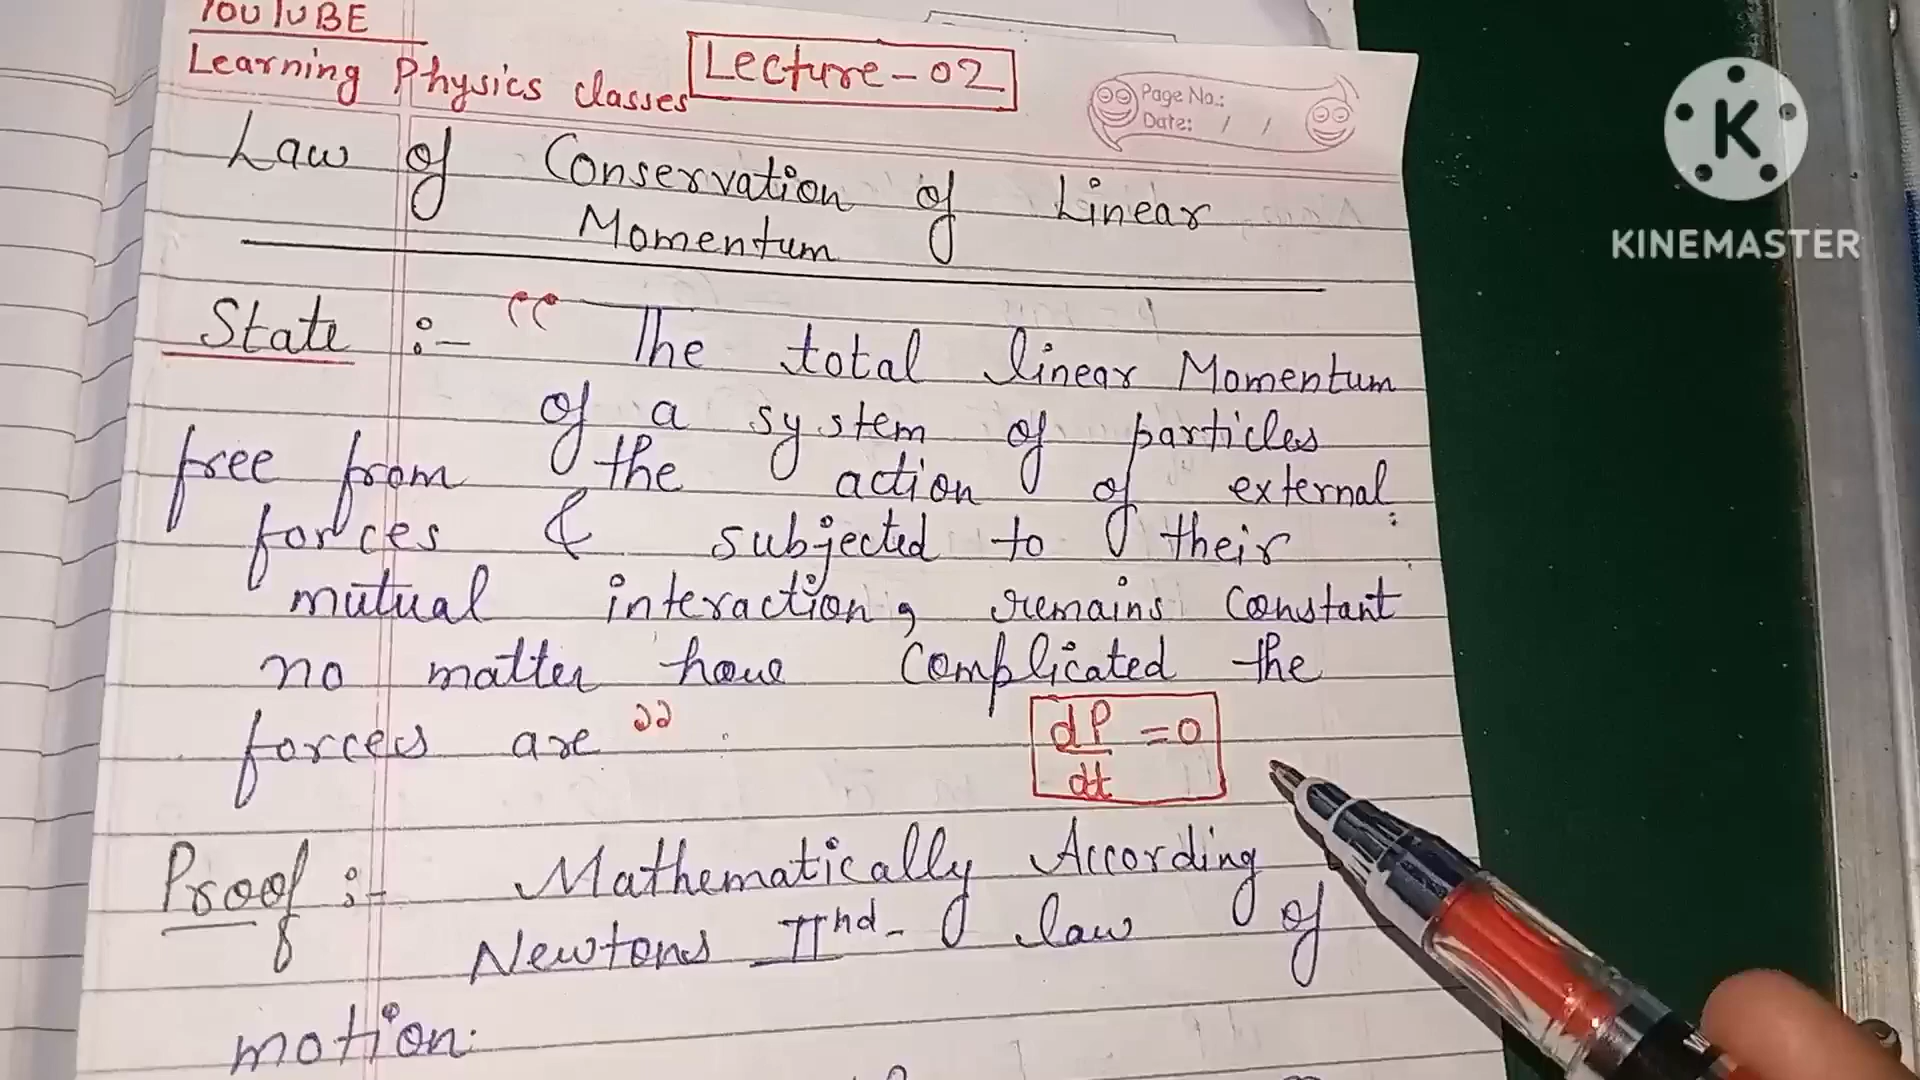 YOUTUBE
Learning Physics classes
Lecture-02
Page No.:
Date: / /
KINEMASTER
Law of Conservation of Linear
Momentum
State :- “ The total linear Momentum
of a system of particles
free from the action of external
forces & subjected to their
mutual interaction, remains constant
no matter how complicated the
forces are ”
dP/dt = 0
Proof :- Mathematically According
Newtons IInd- law of
motion.